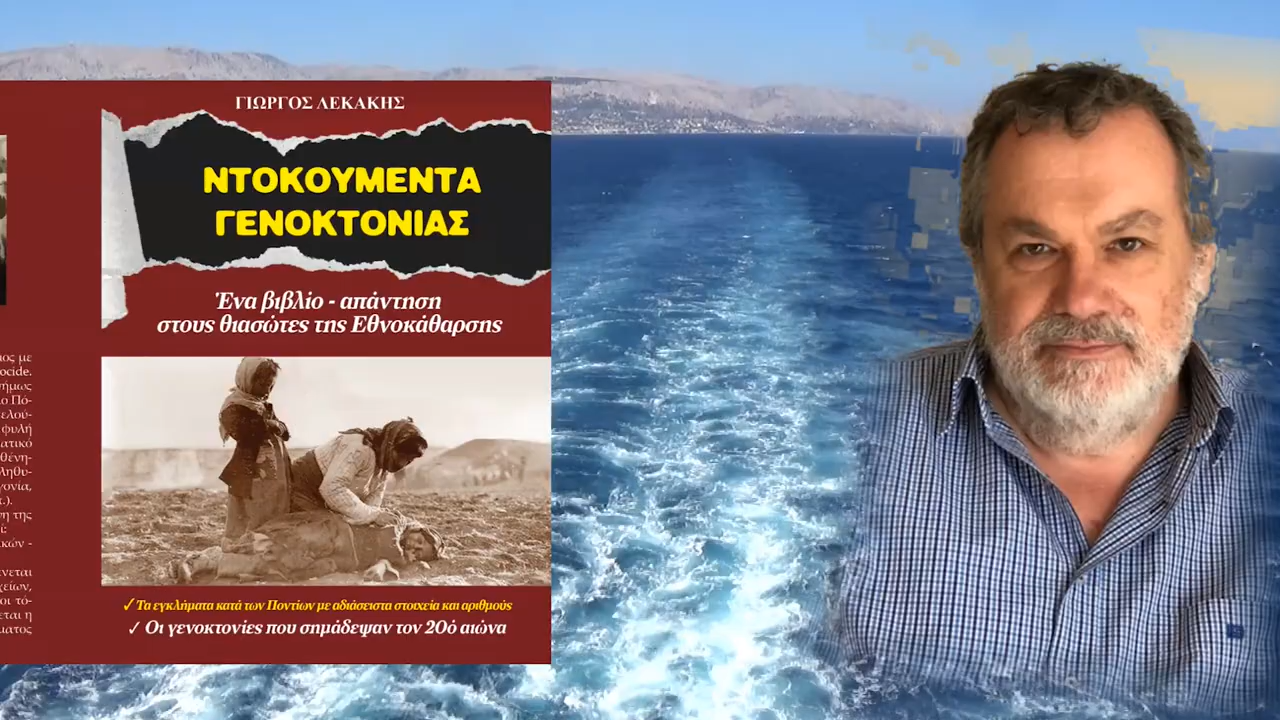 ΓΙΩΡΓΟΣ ΛΕΚΑΚΗΣ
ΝΤΟΚΟΥΜΕΝΤΑ
ΓΕΝΟΚΤΟΝΙΑΣ
Ένα βιβλίο - απάντηση
στους θιασώτες της Εθνοκάθαρσης
✓ Τα εγκλήματα κατά των Ποντίων με αδιάσειστα στοιχεία και αριθμούς
✓ Οι γενοκτονίες που σημάδεψαν τον 20ό αιώνα